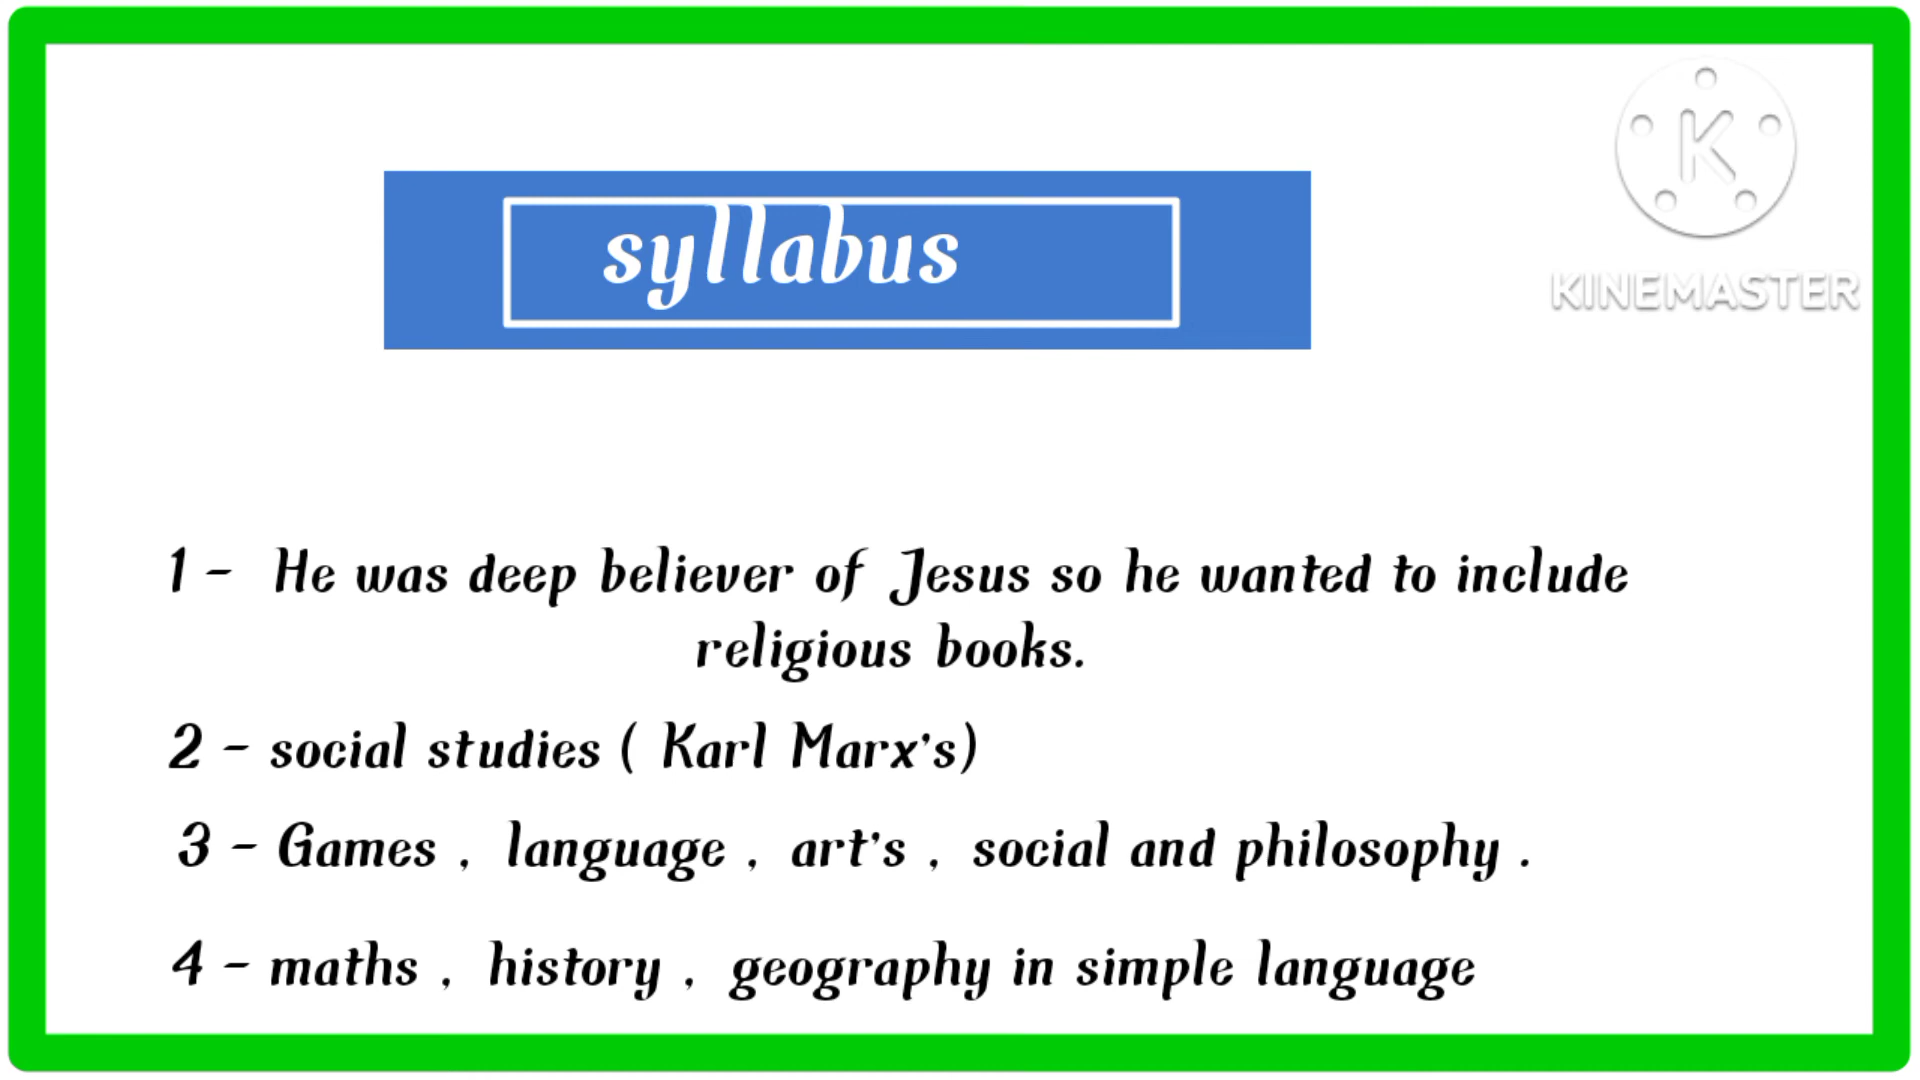 KINEMASTER
syllabus
1 - He was deep believer of Jesus so he wanted to include
religious books.
2 - social studies ( Karl Marx's)
3 - Games , language , art's , social and philosophy .
4 - maths , history , geography in simple language